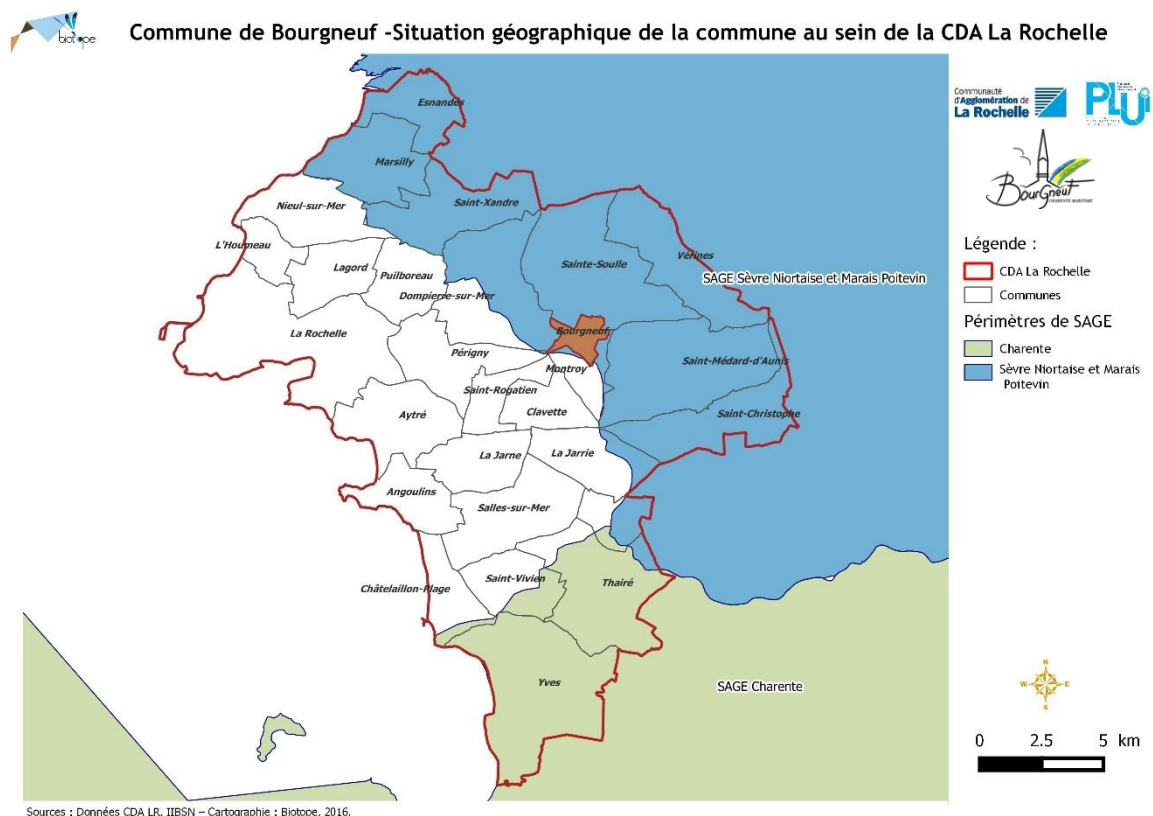 biotope
Commune de Bourgneuf -Situation géographique de la commune au sein de la CDA La Rochelle
Communauté
d'Agglomération de
La Rochelle
PLUi
Bourgneuf
CHARENTE-MARITIME
Esnandes
Marsilly
Saint-Xandre
Nieul-sur-Mer
L'Houmeau
Lagord
Puilboreau
Sainte-Soulle
Vérines
SAGE Sèvre Niortaise et Marais Poitevin
Dompierre-sur-Mer
La Rochelle
Bourgneuf
Périgny
Montroy
Saint-Médard-d'Aunis
Saint-Rogatien
Aytré
Clavette
Saint-Christophe
La Jarne
La Jarrie
Angoulins
Salles-sur-Mer
Châtelaillon-Plage
Saint-Vivien
Thairé
Yves
SAGE Charente
Légende :
CDA La Rochelle
Communes
Périmètres de SAGE
Charente
Sèvre Niortaise et Marais
Poitevin
N
W E
S
0 2.5 5 km
Sources : Données CDA LR, IIBSN – Cartographie : Biotope, 2016.